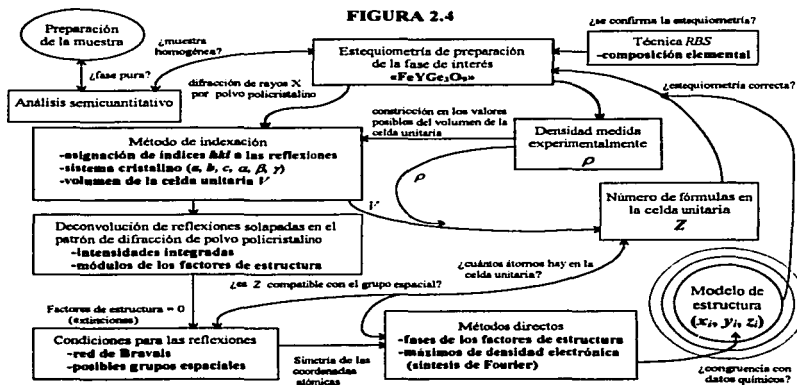 FIGURA 2.4
Preparación
de la muestra
¿muestra
homogénea?
¿fase pura?
Análisis semicuantitativo
Estequiometría de preparación
de la fase de interés
«FeYGe₃O₉»
¿se confirma la estequiometría?
Técnica RBS
-composición elemental
¿estequiometría correcta?
difracción de rayos X
por polvo policristalino
constricción en los valores
posibles del volumen de la
celda unitaria
Densidad medida
experimentalmente
ρ
Método de indexación
-asignación de índices hkl a las reflexiones
-sistema cristalino (a, b, c, α, β, γ)
-volumen de la celda unitaria V
ρ
V
Número de fórmulas en
la celda unitaria
Z
Deconvolución de reflexiones solapadas en el
patrón de difracción de polvo policristalino
-intensidades integradas
-módulos de los factores de estructura
¿cuántos átomos hay en la
celda unitaria?
¿es Z compatible con el grupo espacial?
Factores de estructura = 0
(extinciones)
Modelo de
estructura
(xᵢ, yᵢ, zᵢ)
Condiciones para las reflexiones
-red de Bravais
-posibles grupos espaciales
Simetría de las
coordenadas
atómicas
Métodos directos
-fases de los factores de estructura
-máximos de densidad electrónica
(síntesis de Fourier)
¿congruencia con
datos químicos?